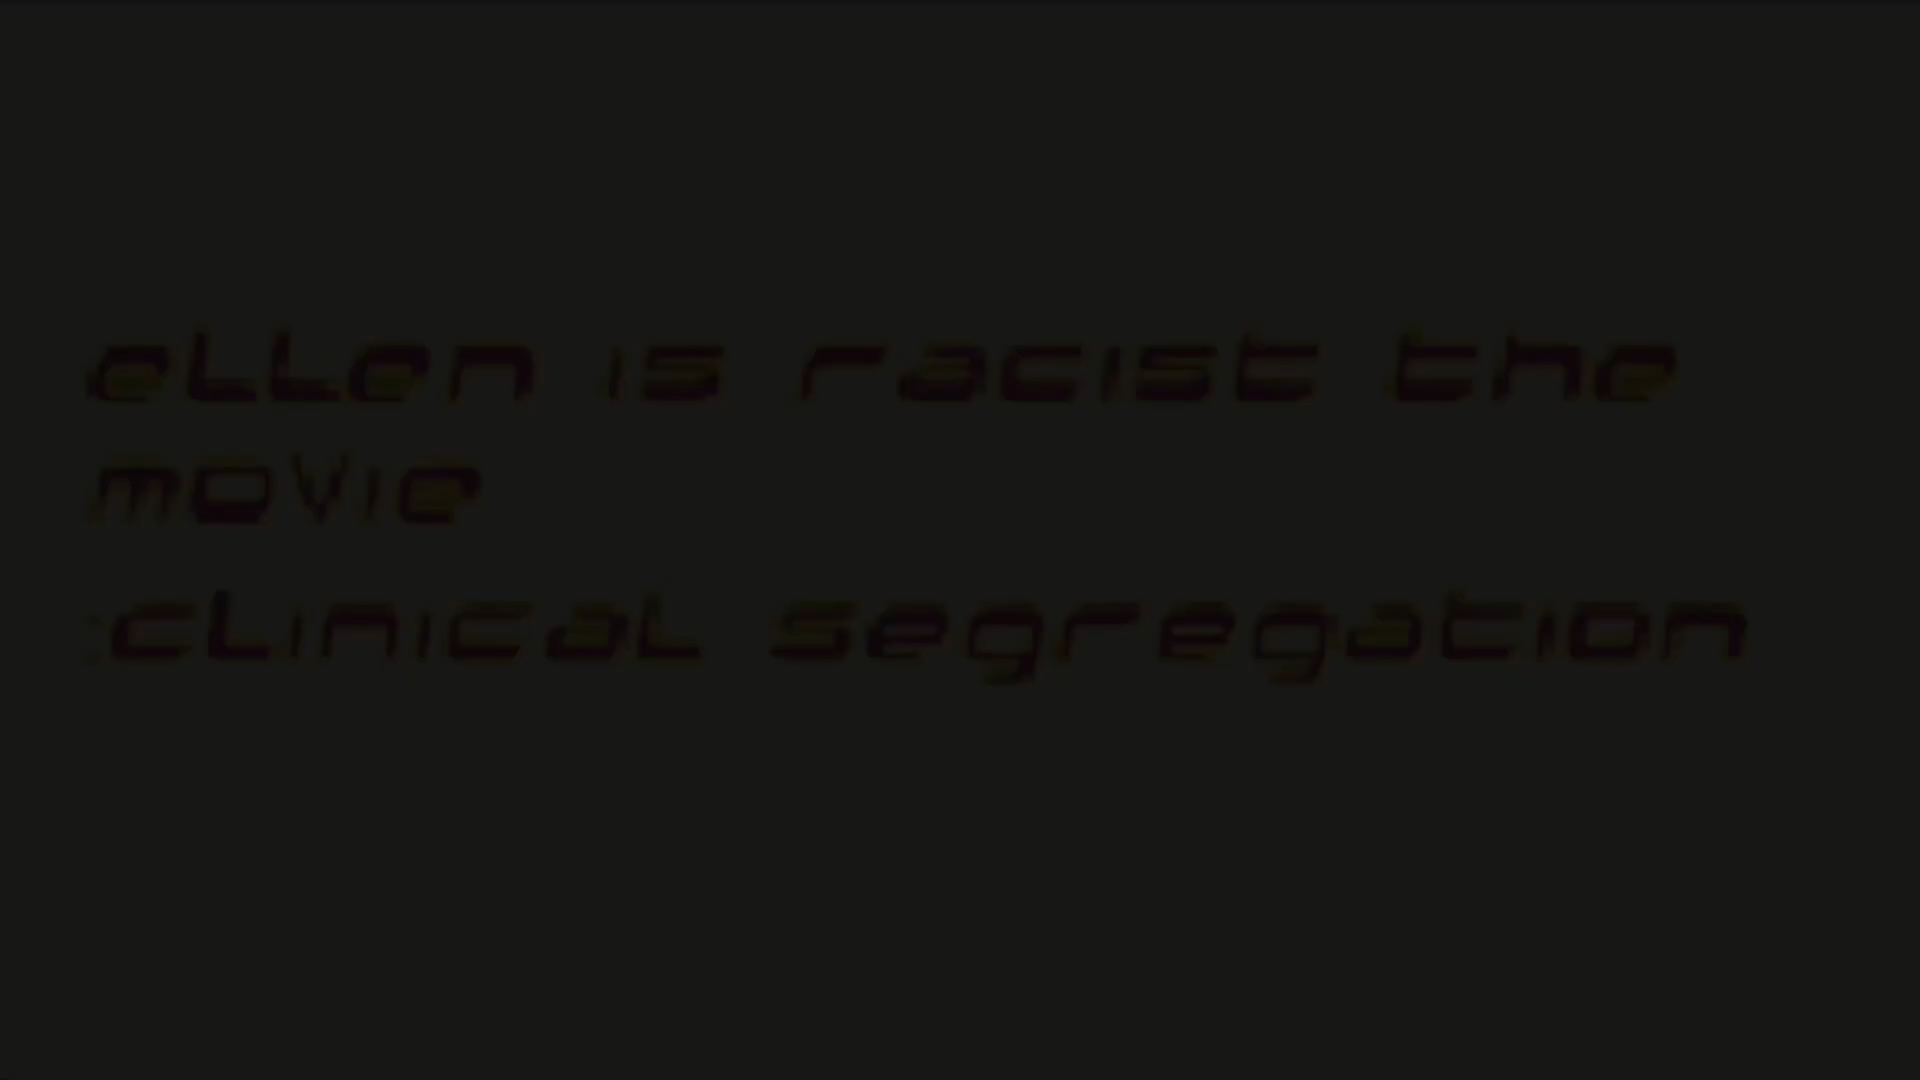 eLLen is racist the
movie
:cLinicaL segregation